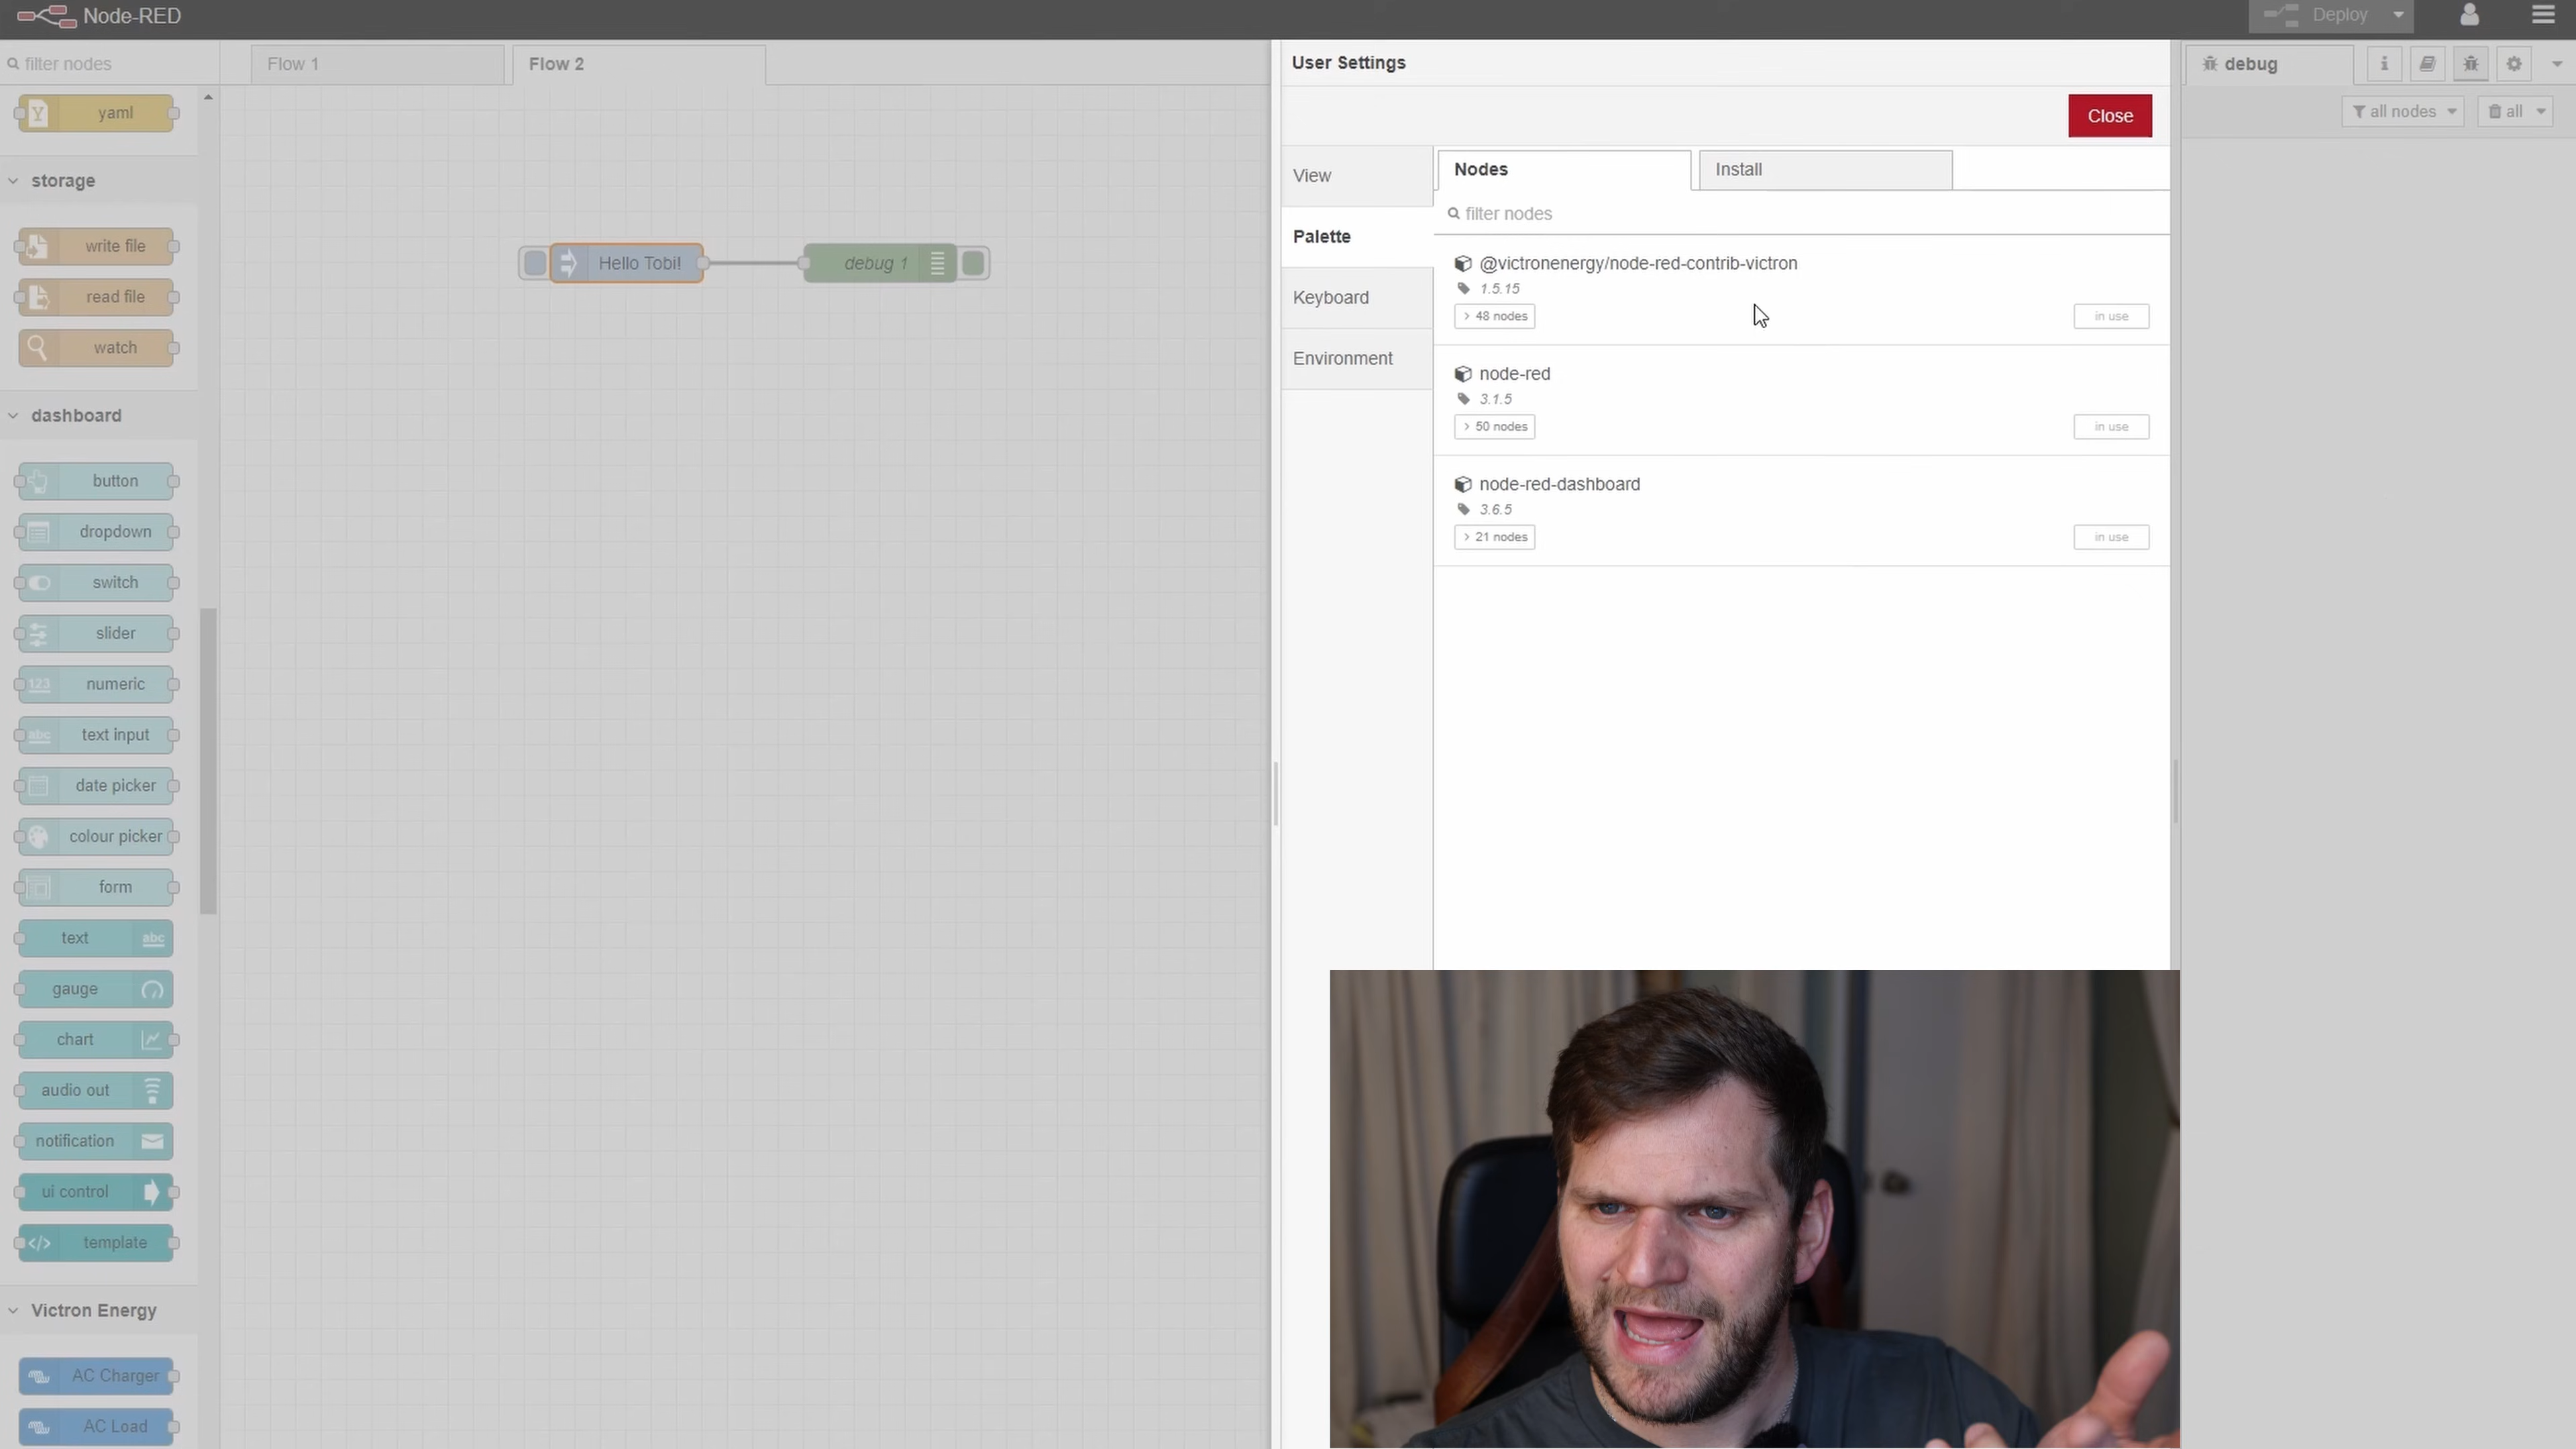 Node-RED
Deploy
filter nodes
Flow 1
Flow 2
User Settings
debug
Close
all nodes
all
yaml
storage
write file
read file
watch
dashboard
button
dropdown
switch
slider
123
numeric
abc
text input
date picker
colour picker
form
text
abc
gauge
chart
audio out
notification
ui control
</>
template
Victron Energy
AC Charger
AC Load
Hello Tobi!
debug 1
View
Palette
Keyboard
Environment
Nodes
Install
filter nodes
@victronenergy/node-red-contrib-victron
1.5.15
> 48 nodes
in use
node-red
3.1.5
> 50 nodes
in use
node-red-dashboard
3.6.5
> 21 nodes
in use